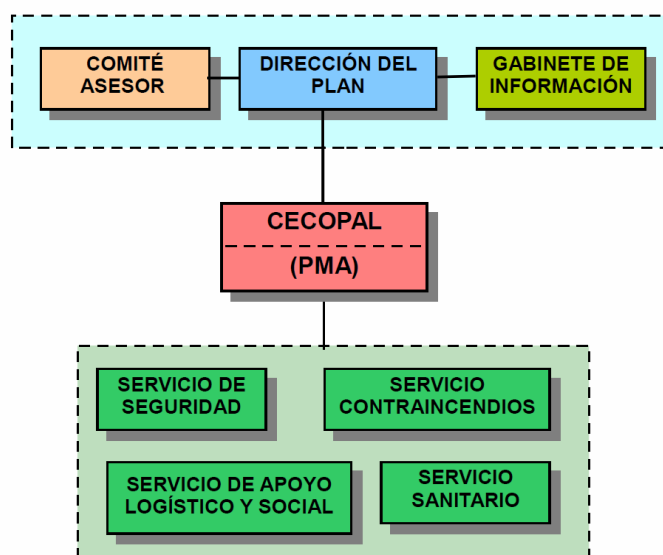 COMITÉ
ASESOR
DIRECCIÓN DEL
PLAN
GABINETE DE
INFORMACIÓN
CECOPAL
(PMA)
SERVICIO DE
SEGURIDAD
SERVICIO
CONTRAINCENDIOS
SERVICIO DE APOYO
LOGÍSTICO Y SOCIAL
SERVICIO
SANITARIO